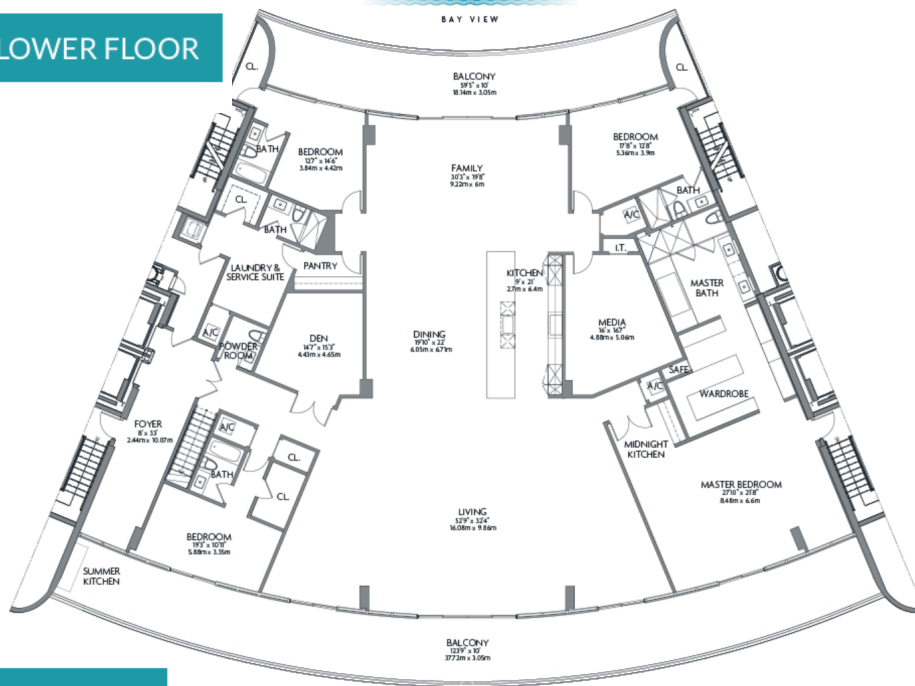 BAY VIEW
LOWER FLOOR
CL.
BALCONY
59'5" x 10'
18.14m x 3.05m
CL.
BATH
BEDROOM
12'7" x 14'6"
3.84m x 4.42m
FAMILY
30'3" x 19'8"
9.22m x 6m
BEDROOM
17'8" x 12'8"
5.36m x 3.9m
BATH
CL.
BATH
A/C
I.T.
LAUNDRY &
SERVICE SUITE
PANTRY
KITCHEN
9' x 21'
2.7m x 6.4m
MASTER
BATH
A/C
POWDER
ROOM
DEN
14'7" x 15'3"
4.43m x 4.65m
DINING
19'10" x 22'
6.05m x 6.71m
MEDIA
16' x 16'7"
4.88m x 5.06m
SAFE
A/C
WARDROBE
FOYER
8' x 33'
2.44m x 10.07m
A/C
CL.
BATH
CL.
MIDNIGHT
KITCHEN
MASTER BEDROOM
27'10" x 21'8"
8.48m x 6.6m
LIVING
52'9" x 32'4"
16.08m x 9.86m
BEDROOM
19'3" x 10'11"
5.88m x 3.35m
SUMMER
KITCHEN
BALCONY
123'9" x 10'
37.72m x 3.05m